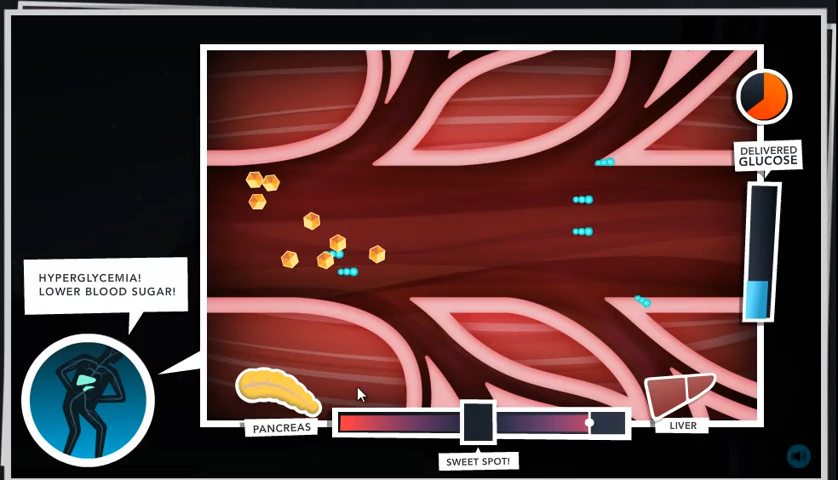 DELIVERED
GLUCOSE
HYPERGLYCEMIA!
LOWER BLOOD SUGAR!
PANCREAS
LIVER
SWEET SPOT!